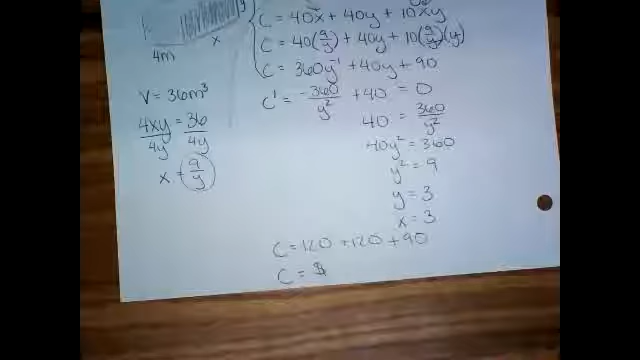 y
C = 40x + 40y + 10xy
x
C = 40(9/y) + 40y + 10(9/y)(y)
4m
C = 360y⁻¹ + 40y + 90
V = 36m³
C' = -360/y² + 40 = 0
4xy/4y = 36/4y
40 = 360/y²
x = 9/y
40y² = 360
y² = 9
y = 3
x = 3
C = 120 + 120 + 90
C = $